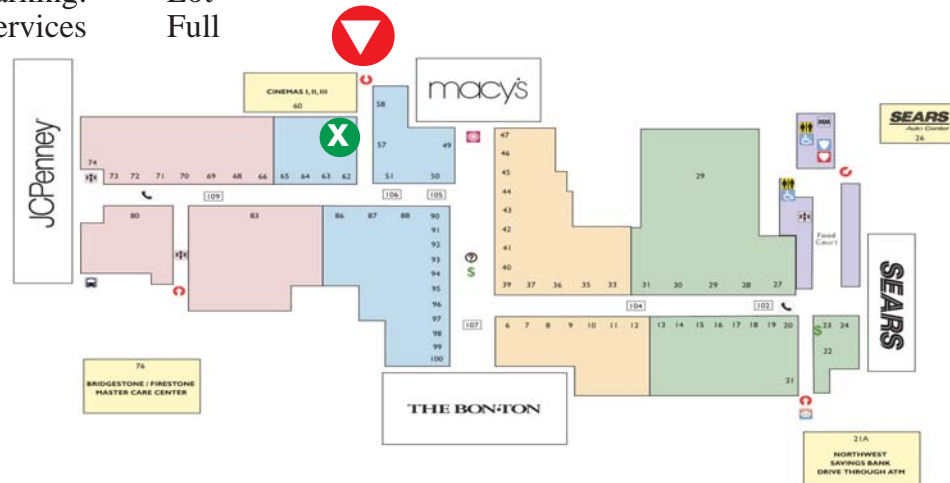 arking: Lot
ervices Full
JCPenney
CINEMAS I, II, III
60
macy's
SEARS
Auto Center
26
X
58
57
49
51
50
106
105
74
73 72 71 70 69 68 66 65 64 63 62
109
47
46
45
44
43
42
41
40
39 37 36 35 33 31 30 29 28 27
29
Food
Court
SEARS
80
83
86 87 88 90
91
92
93
94
95
96
97
98
99
100
?
$
107
104
102
6 7 8 9 10 11 12 13 14 15 16 17 18 19 20
21
$
23 24
22
76
BRIDGESTONE / FIRESTONE
MASTER CARE CENTER
THE BON·TON
21A
NORTHWEST
SAVINGS BANK
DRIVE THROUGH ATM